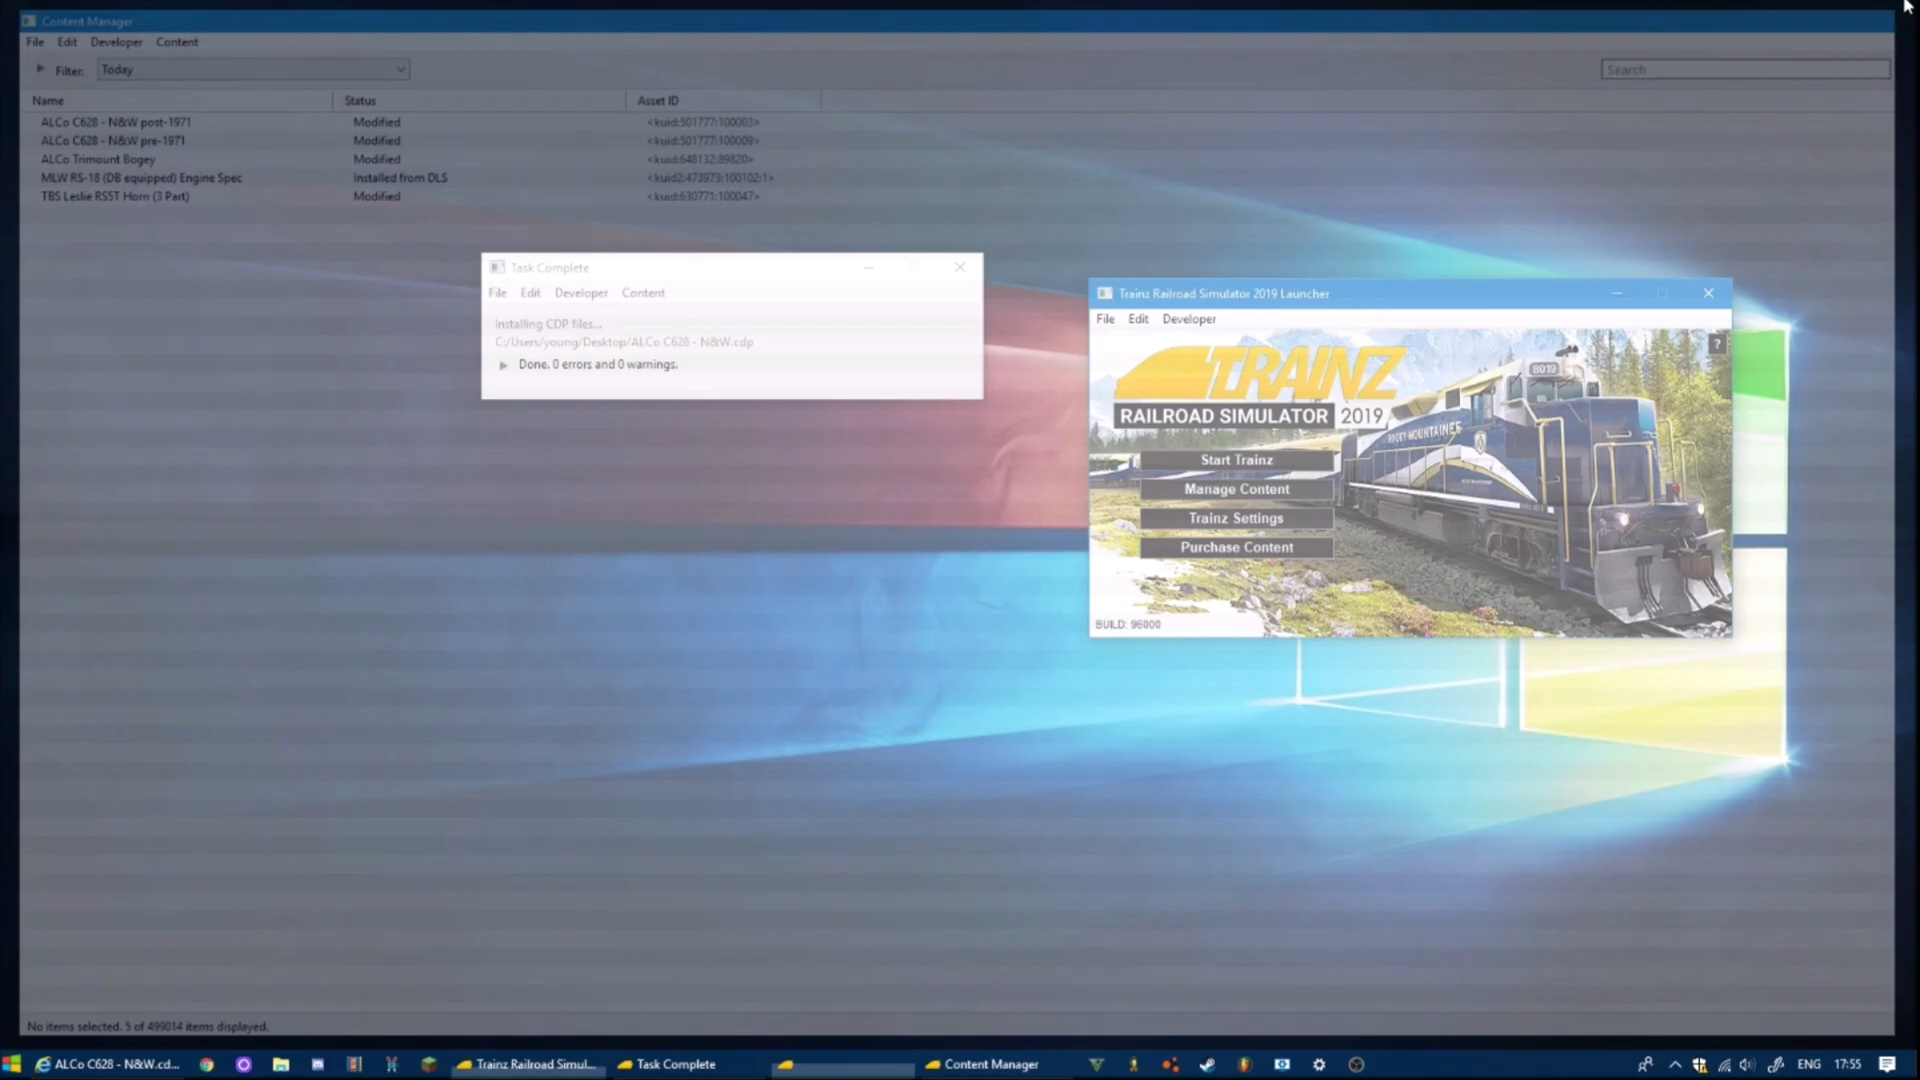 Content Manager
File Edit Developer Content
Filter: Today
Search
Name Status Asset ID
ALCo C628 - N&W post-1971 Modified <kuid:501777:100003>
ALCo C628 - N&W pre-1971 Modified <kuid:501777:100009>
ALCo Trimount Bogey Modified <kuid:648132:89820>
MLW RS-18 (DB equipped) Engine Spec Installed from DLS <kuid2:473973:100102:1>
TBS Leslie RS5T Horn (3 Part) Modified <kuid:630771:100047>
Task Complete
File Edit Developer Content
Installing CDP files...
C:/Users/young/Desktop/ALCo C628 - N&W.cdp
Done. 0 errors and 0 warnings.
Trainz Railroad Simulator 2019 Launcher
File Edit Developer
?
TRAINZ
RAILROAD SIMULATOR 2019
8019
ROCKY MOUNTAINEER
Start Trainz
Manage Content
Trainz Settings
Purchase Content
BUILD: 96000
No items selected. 5 of 499014 items displayed.
ALCo C628 - N&W.cd... Trainz Railroad Simul... Task Complete Content Manager ENG 17:55